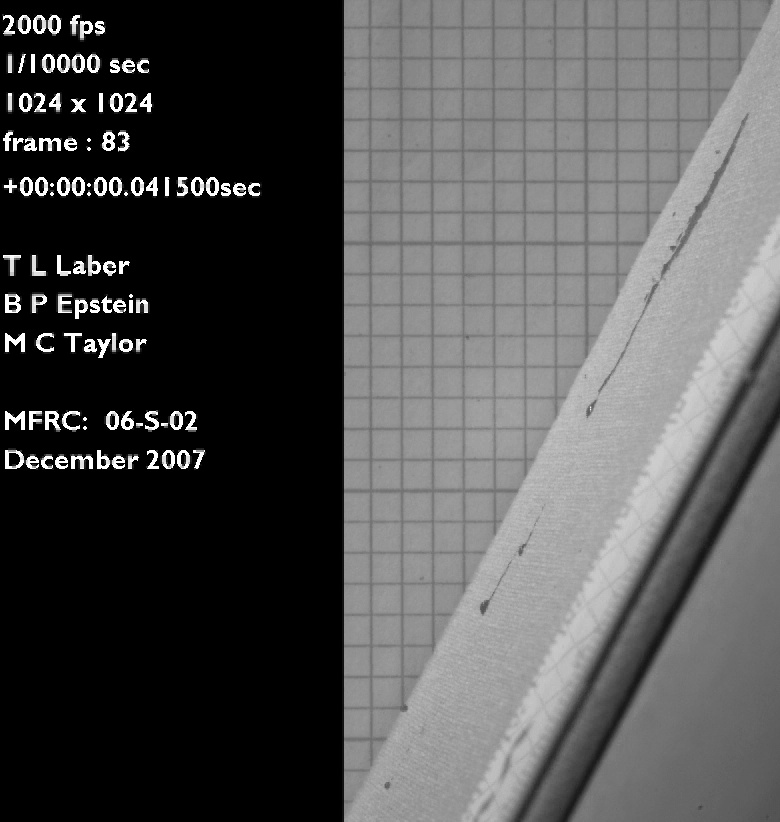 2000 fps
1/10000 sec
1024 x 1024
frame : 83
+00:00:00.041500sec
T L Laber
B P Epstein
M C Taylor
MFRC: 06-S-02
December 2007